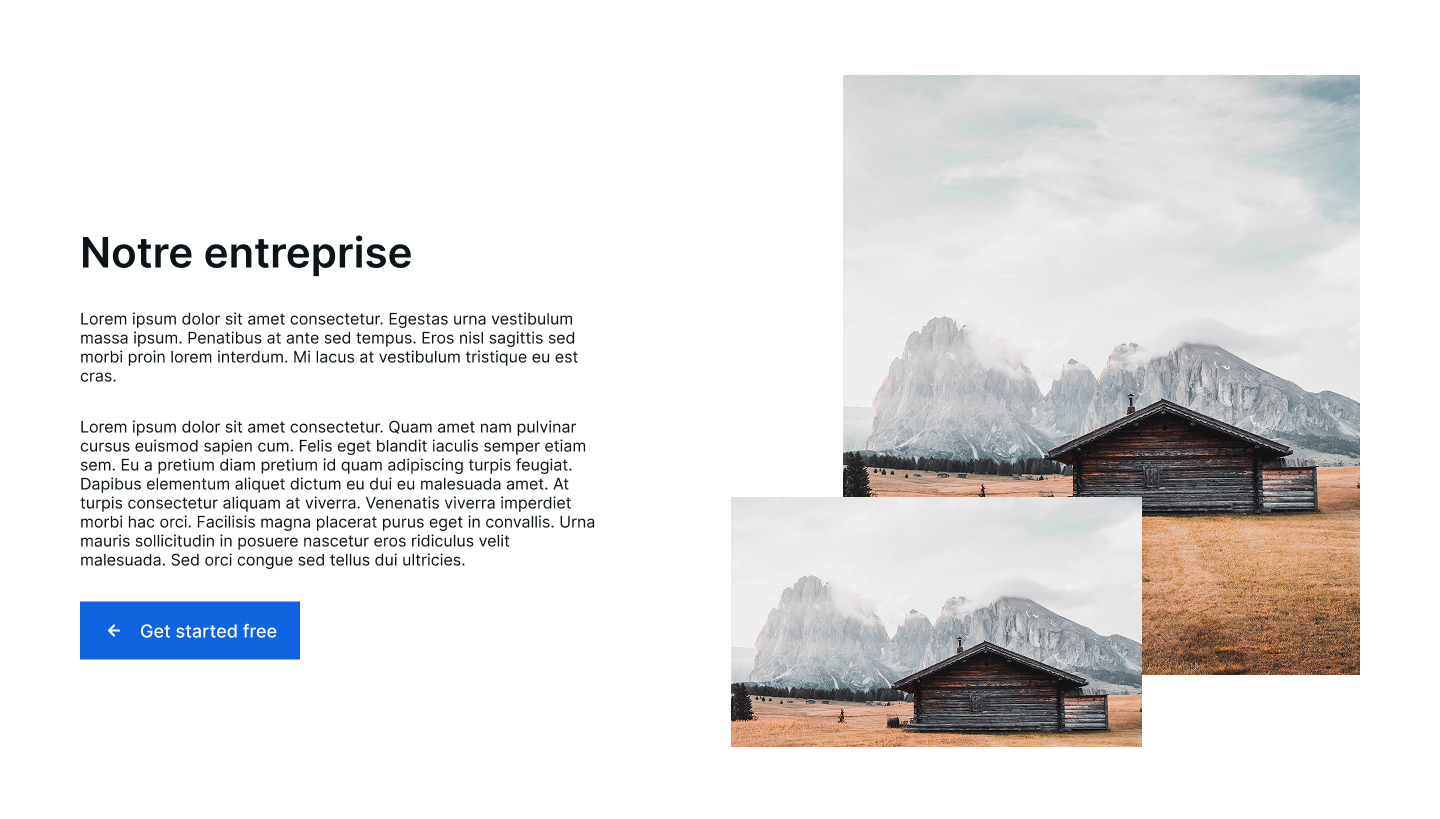 Notre entreprise
Lorem ipsum dolor sit amet consectetur. Egestas urna vestibulum
massa ipsum. Penatibus at ante sed tempus. Eros nisl sagittis sed
morbi proin lorem interdum. Mi lacus at vestibulum tristique eu est
cras.
Lorem ipsum dolor sit amet consectetur. Quam amet nam pulvinar
cursus euismod sapien cum. Felis eget blandit iaculis semper etiam
sem. Eu a pretium diam pretium id quam adipiscing turpis feugiat.
Dapibus elementum aliquet dictum eu dui eu malesuada amet. At
turpis consectetur aliquam at viverra. Venenatis viverra imperdiet
morbi hac orci. Facilisis magna placerat purus eget in convallis. Urna
mauris sollicitudin in posuere nascetur eros ridiculus velit
malesuada. Sed orci congue sed tellus dui ultricies.
Get started free